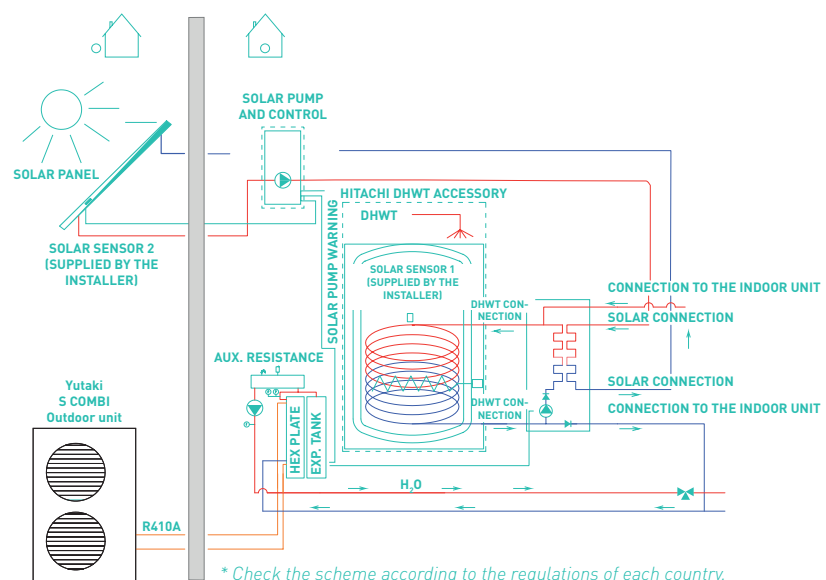 SOLAR PUMP
AND CONTROL
SOLAR PANEL
HITACHI DHWT ACCESSORY
DHWT
SOLAR PUMP WARNING
SOLAR SENSOR 2
(SUPPLIED BY THE
INSTALLER)
SOLAR SENSOR 1
(SUPPLIED BY THE
INSTALLER)
DHWT CON-
NECTION
CONNECTION TO THE INDOOR UNIT
SOLAR CONNECTION
AUX. RESISTANCE
SOLAR CONNECTION
DHWT CON-
NECTION
CONNECTION TO THE INDOOR UNIT
Yutaki
S COMBI
Outdoor unit
HEX PLATE
EXP. TANK
H₂O
R410A
* Check the scheme according to the regulations of each country.